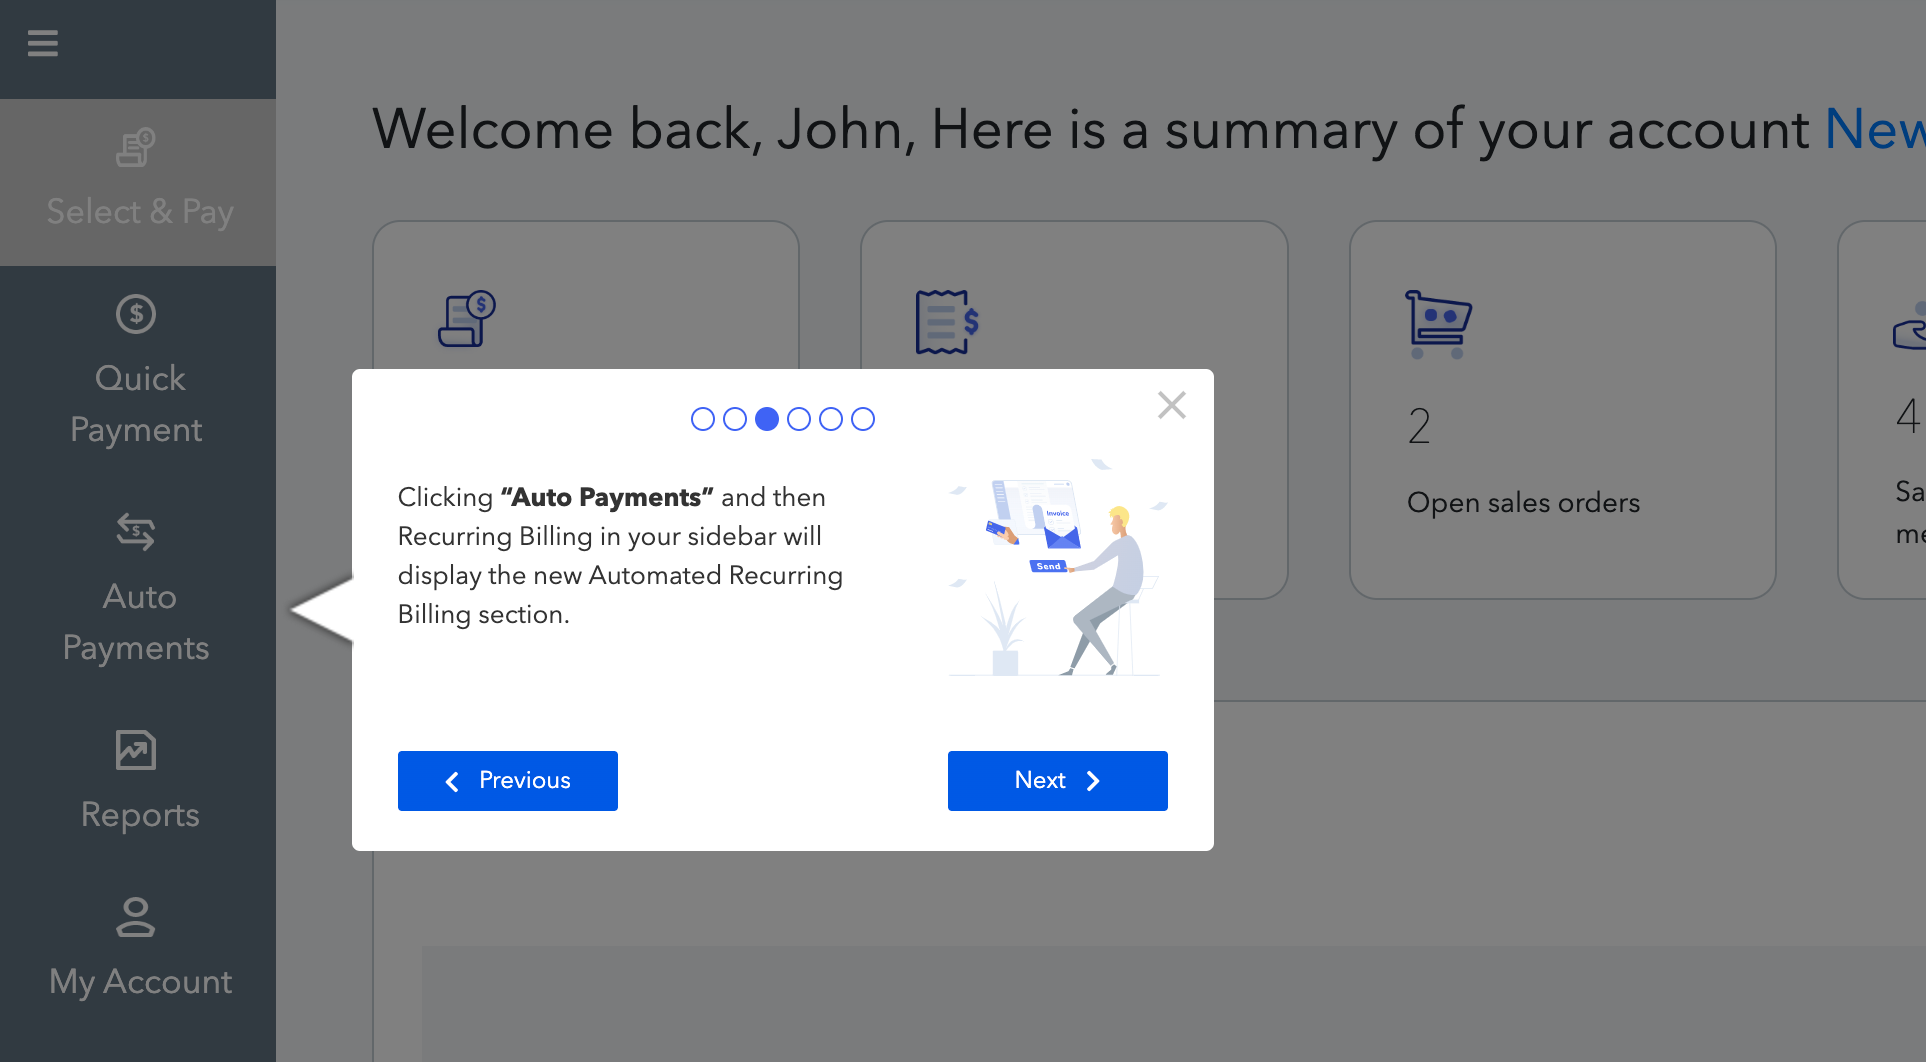 Select & Pay
Quick
Payment
Auto
Payments
Reports
My Account
Welcome back, John, Here is a summary of your account New
2
Open sales orders
4
Sa
me
Clicking “Auto Payments” and then
Recurring Billing in your sidebar will
display the new Automated Recurring
Billing section.
Invoice
Send
Previous
Next